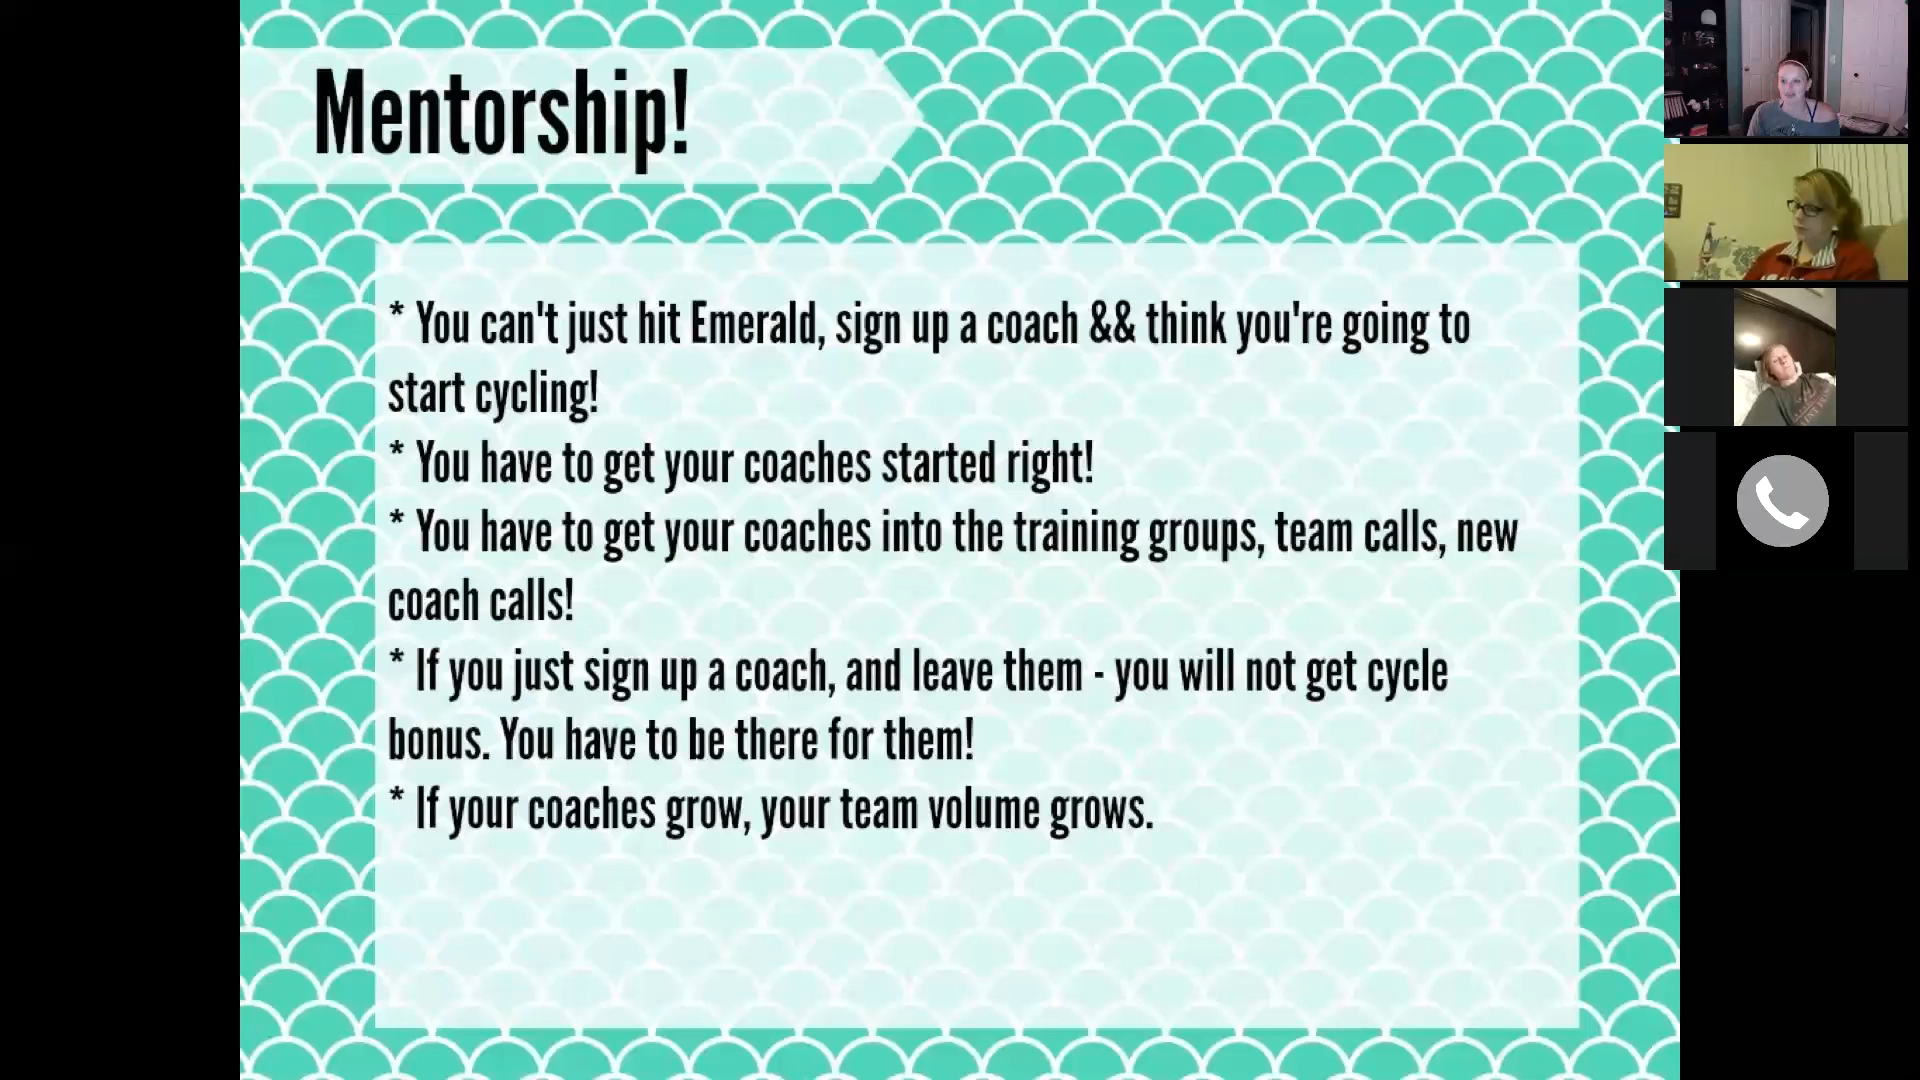 Mentorship!
* You can't just hit Emerald, sign up a coach && think you're going to
start cycling!
* You have to get your coaches started right!
* You have to get your coaches into the training groups, team calls, new
coach calls!
* If you just sign up a coach, and leave them - you will not get cycle
bonus. You have to be there for them!
* If your coaches grow, your team volume grows.